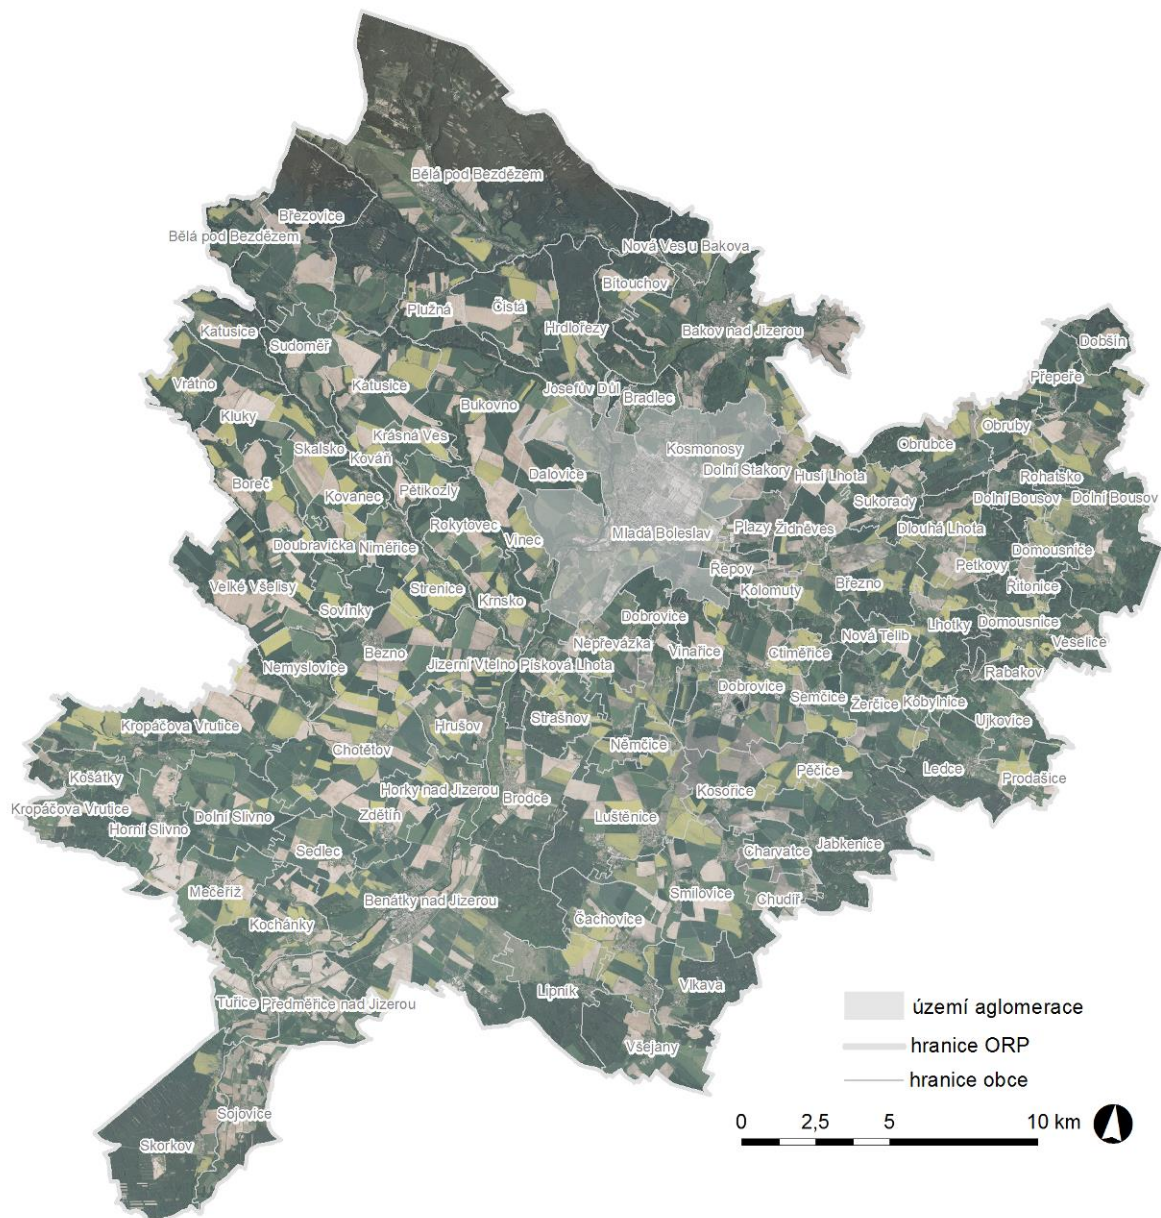 Bělá pod Bezdězem
Březovice
Bělá pod Bezdězem
Nová Ves u Bakova
Bítouchov
Plužná
Čistá
Hrdlořezy
Bakov nad Jizerou
Katusice
Sudoměř
Dobšín
Přepeře
Vrátno
Katusice
Josefův Důl
Bradlec
Kluky
Bukovno
Obruby
Obrubce
Krásná Ves
Skalsko
Kováň
Kosmonosy
Dalovice
Dolní Stakory
Husí Lhota
Rohatsko
Boreč
Kovanec
Pětikozly
Sukorady
Dolní Bousov
Dolní Bousov
Rokytovec
Vinec
Mladá Boleslav
Plazy
Židněves
Dlouhá Lhota
Doubravička
Niměřice
Domousnice
Petkovy
Řepov
Velké Všelisy
Strenice
Kolomuty
Březno
Řitonice
Sovínky
Krnsko
Dobrovice
Lhotky
Domousnice
Nepřevázka
Nová Telib
Veselice
Bezno
Vinařice
Ctiměřice
Nemyslovice
Jizerní Vtelno
Písková Lhota
Rabakov
Dobrovice
Semčice
Žerčice
Kobylnice
Kropáčova Vrutice
Hrušov
Strašnov
Ujkovice
Chotětov
Němčice
Košátky
Pěčice
Ledce
Prodašice
Horky nad Jizerou
Brodce
Kosořice
Kropáčova Vrutice
Dolní Slivno
Zdětín
Luštěnice
Horní Slivno
Sedlec
Charvatce
Jabkenice
Mečeříž
Benátky nad Jizerou
Smilovice
Chudíř
Kochánky
Čachovice
Tuřice
Předměřice nad Jizerou
Lipník
Vlkava
Všejany
Sojovice
Skorkov
území aglomerace
hranice ORP
hranice obce
0 2,5 5 10 km